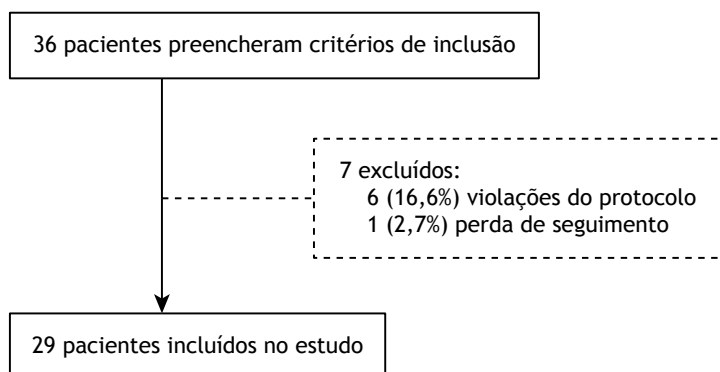 36 pacientes preencheram critérios de inclusão
7 excluídos:
6 (16,6%) violações do protocolo
1 (2,7%) perda de seguimento
29 pacientes incluídos no estudo